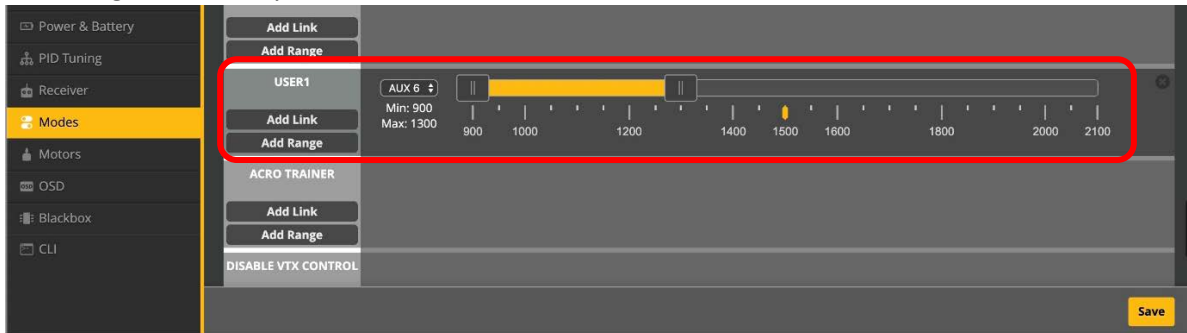 Power & Battery
PID Tuning
Receiver
Modes
Motors
OSD
Blackbox
CLI
Add Link
Add Range
USER1
Add Link
Add Range
AUX 6
Min: 900
Max: 1300
900 1000 1200 1400 1500 1600 1800 2000 2100
ACRO TRAINER
Add Link
Add Range
DISABLE VTX CONTROL
Save